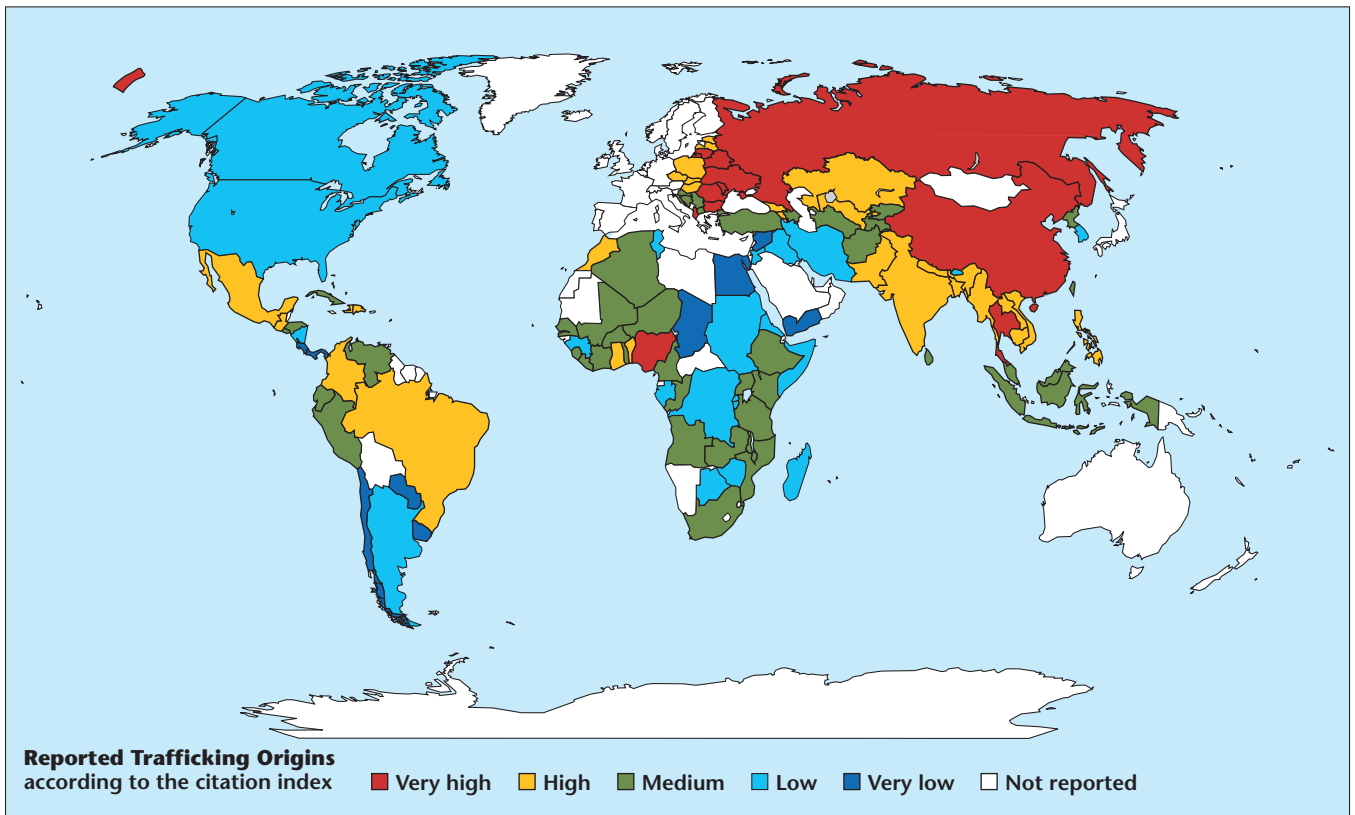 Reported Trafficking Origins
according to the citation index
Very high
High
Medium
Low
Very low
Not reported